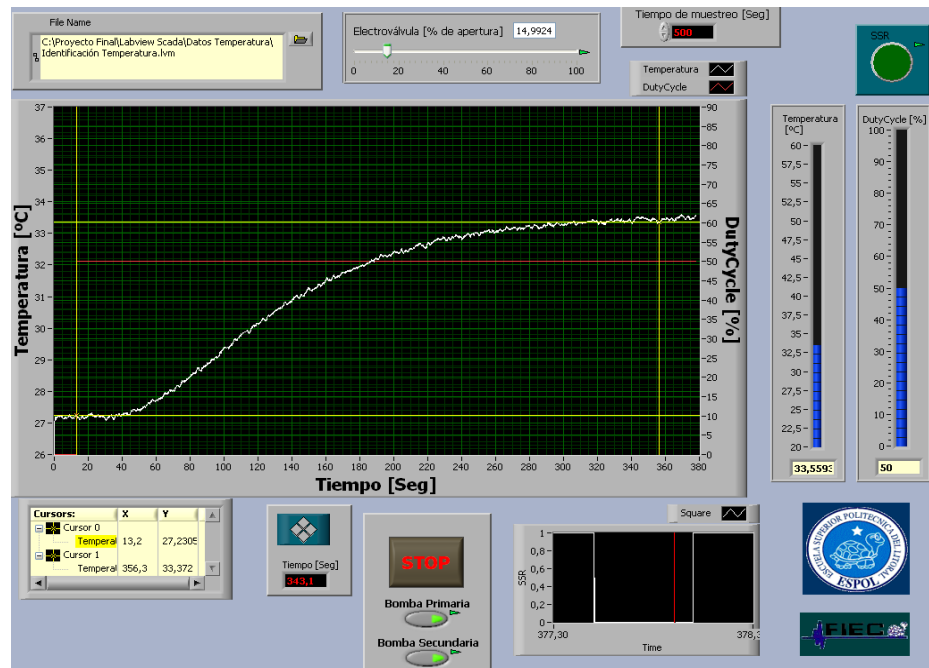 File Name
C:\Proyecto Final\Labview Scada\Datos Temperatura\
Identificación Temperatura.lvm
Electroválvula [% de apertura] 14,9924
0 20 40 60 80 100
Tiempo de muestreo [Seg]
500
SSR
Temperatura
DutyCycle
37
36
35
34
33
32
31
30
29
28
27
26
Temperatura [ºC]
0 20 40 60 80 100 120 140 160 180 200 220 240 260 280 300 320 340 360 380
Tiempo [Seg]
90
85
80
75
70
65
60
55
50
45
40
35
30
25
20
15
10
5
0
DutyCycle [%]
Temperatura
[ºC]
60
57,5
55
52,5
50
47,5
45
42,5
40
37,5
35
32,5
30
27,5
25
22,5
20
33,5593
DutyCycle [%]
100
90
80
70
60
50
40
30
20
10
0
50
Cursors: X Y
Cursor 0
Temperal 13,2 27,2305
Cursor 1
Temperal 356,3 33,372
Tiempo [Seg]
343,1
STOP
Bomba Primaria
Bomba Secundaria
Square
1
0,8
0,6
0,4
0,2
0
SSR
377,30 378,3
Time
ESCUELA SUPERIOR POLITECNICA DEL LITORAL
ESPOL
FIEC